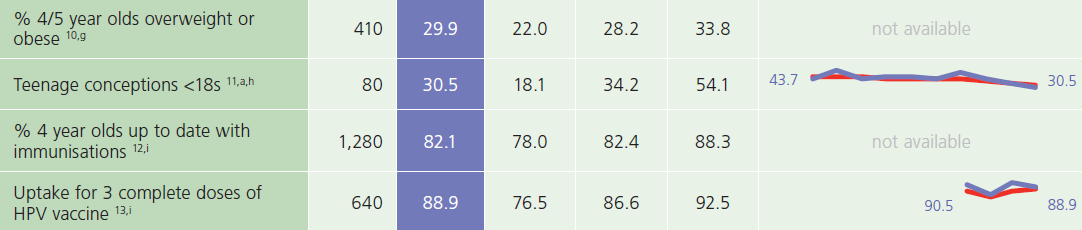 % 4/5 year olds overweight or
obese 10,g
410 29.9 22.0 28.2 33.8 not available
Teenage conceptions <18s 11,a,h 80 30.5 18.1 34.2 54.1 43.7 30.5
% 4 year olds up to date with
immunisations 12,i
1,280 82.1 78.0 82.4 88.3 not available
Uptake for 3 complete doses of
HPV vaccine 13,i
640 88.9 76.5 86.6 92.5 90.5 88.9